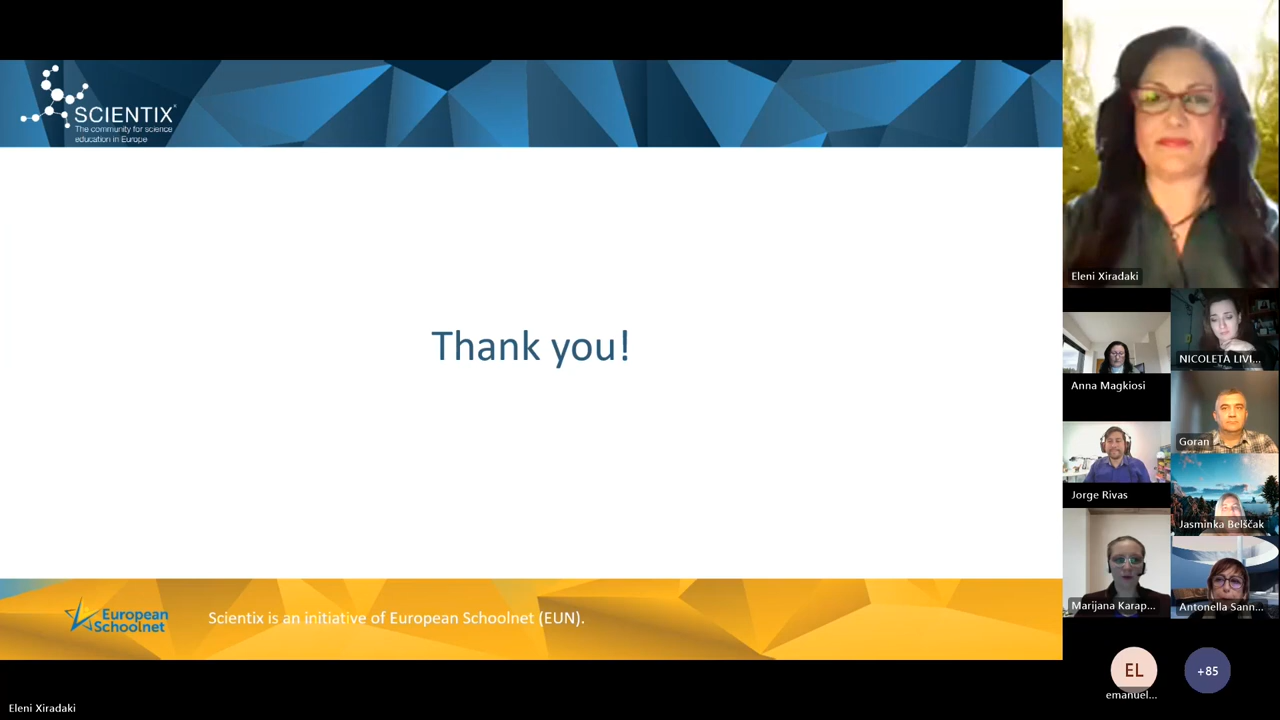 SCIENTIX®
The community for science
education in Europe
Thank you!
European
Schoolnet
Scientix is an initiative of European Schoolnet (EUN).
Eleni Xiradaki
Eleni Xiradaki
Anna Magkiosi
NICOLETA LIVI...
Goran
Jorge Rivas
Jasminka Belščak
Marijana Karap...
Antonella Sann...
EL
emanuel...
+85